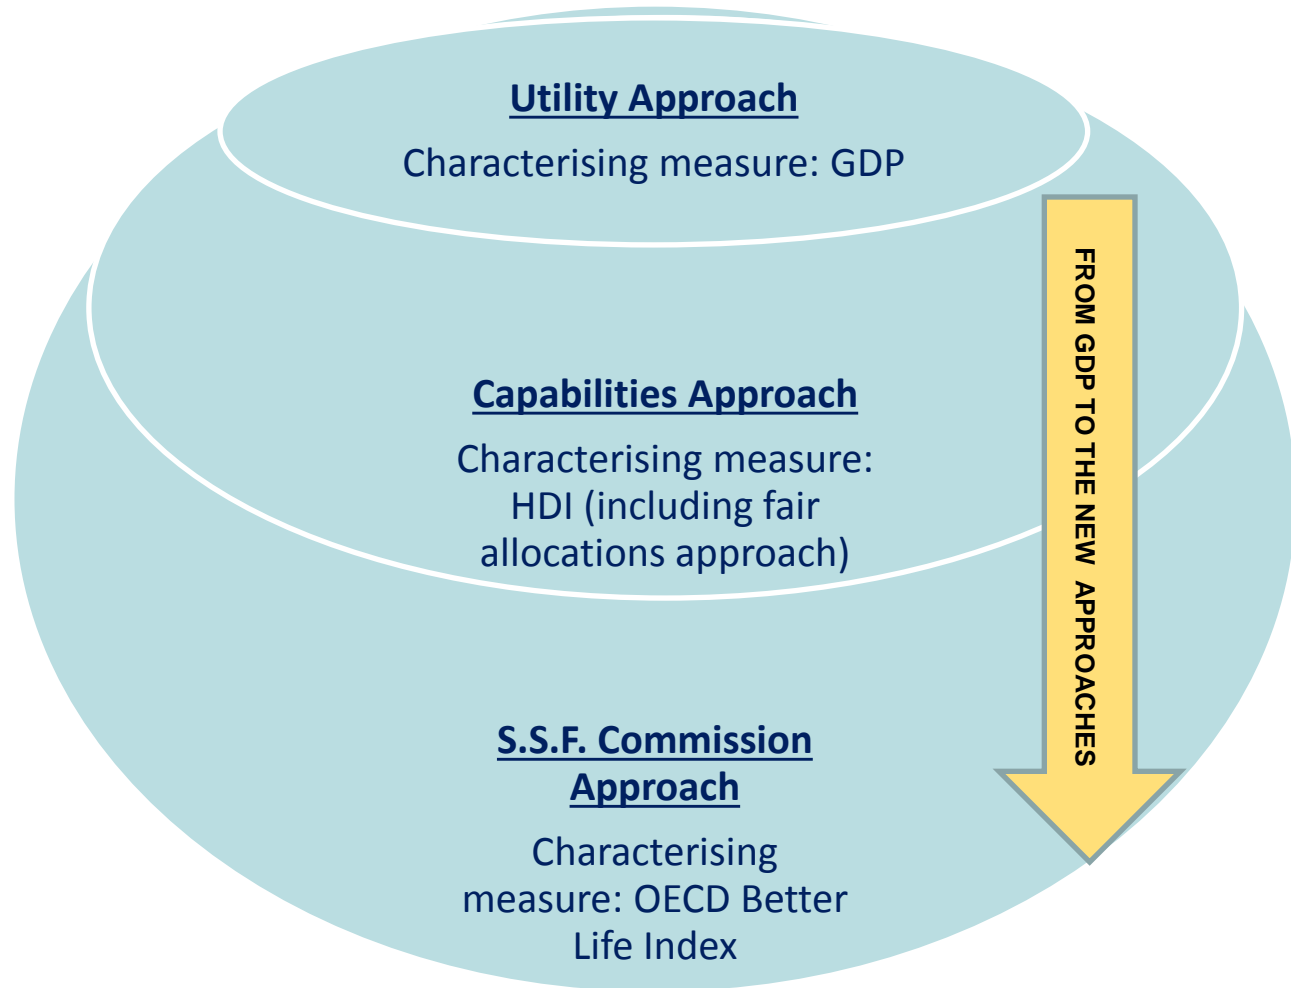 Utility Approach
Characterising measure: GDP
Capabilities Approach
Characterising measure:
HDI (including fair
allocations approach)
S.S.F. Commission
Approach
Characterising
measure: OECD Better
Life Index
FROM GDP TO THE NEW APPROACHES